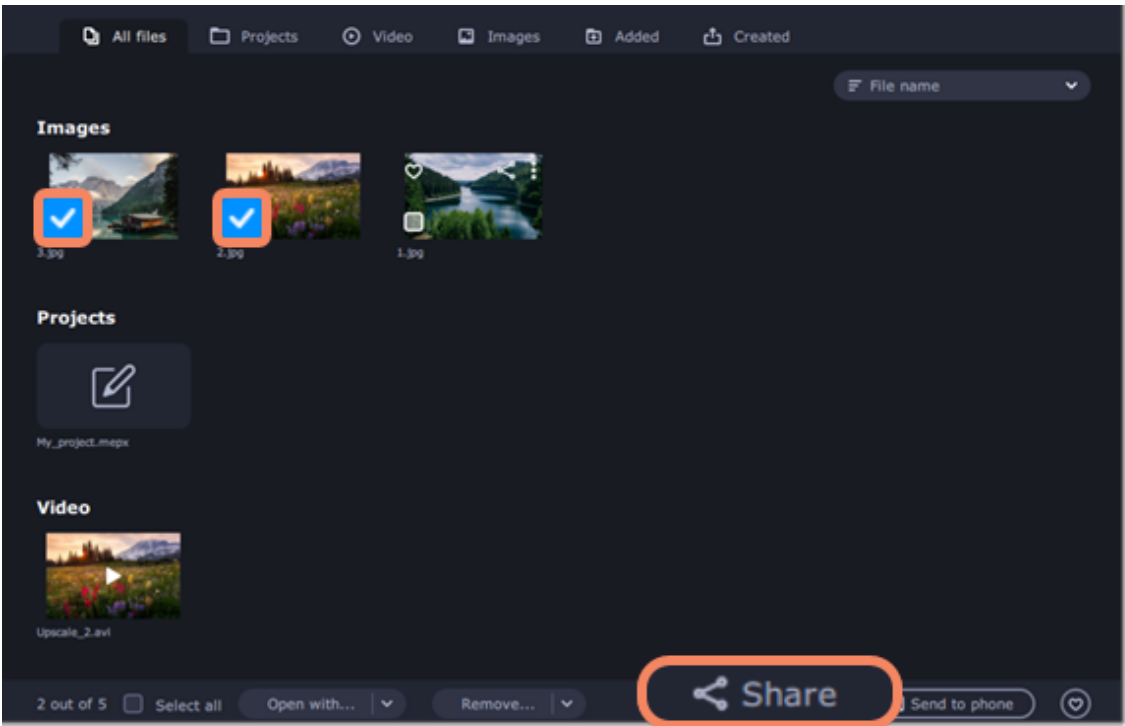 All files Projects Video Images Added Created
File name
Images
3.jpg 2.jpg 1.jpg
Projects
My_project.mepx
Video
Upscale_2.avi
2 out of 5 Select all Open with... Remove... Share Send to phone